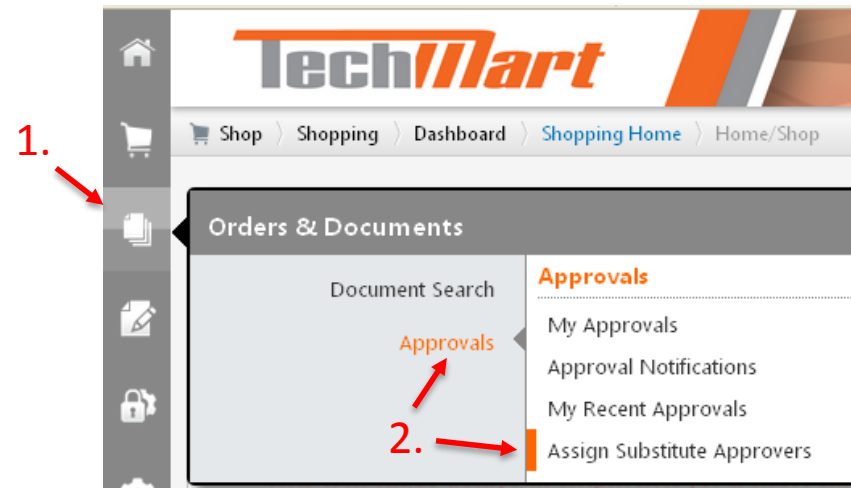 TechMart
1.
Shop Shopping Dashboard Shopping Home Home/Shop
Orders & Documents
Document Search
Approvals
Approvals
My Approvals
Approval Notifications
My Recent Approvals
2.
Assign Substitute Approvers